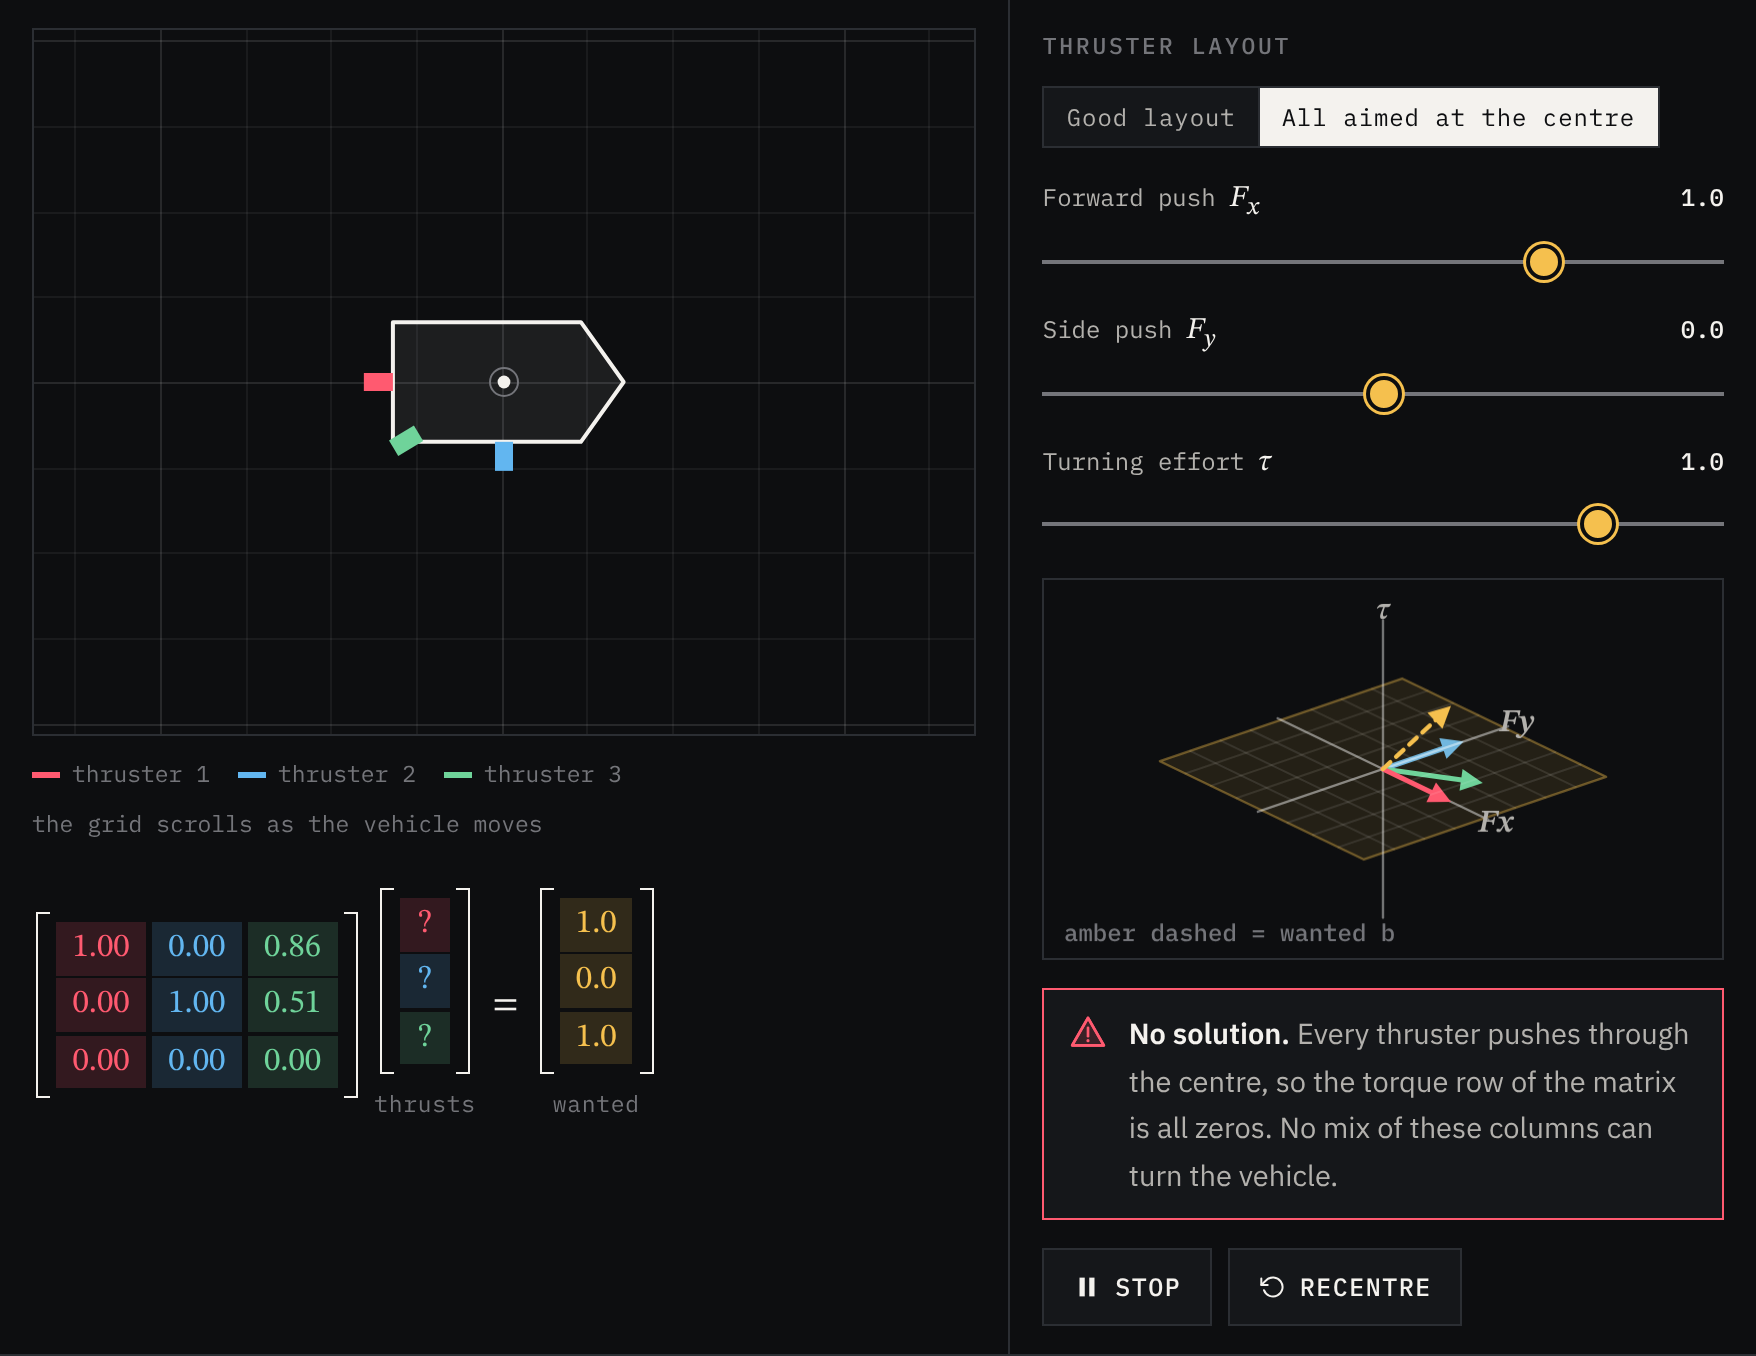 THRUSTER LAYOUT
Good layout
All aimed at the centre
Forward push Fx
1.0
Side push Fy
0.0
Turning effort τ
1.0
τ
Fy
Fx
amber dashed = wanted b
No solution. Every thruster pushes through
the centre, so the torque row of the matrix
is all zeros. No mix of these columns can
turn the vehicle.
STOP
RECENTRE
thruster 1
thruster 2
thruster 3
the grid scrolls as the vehicle moves
1.00 0.00 0.86
0.00 1.00 0.51
0.00 0.00 0.00
?
?
?
thrusts
=
1.0
0.0
1.0
wanted